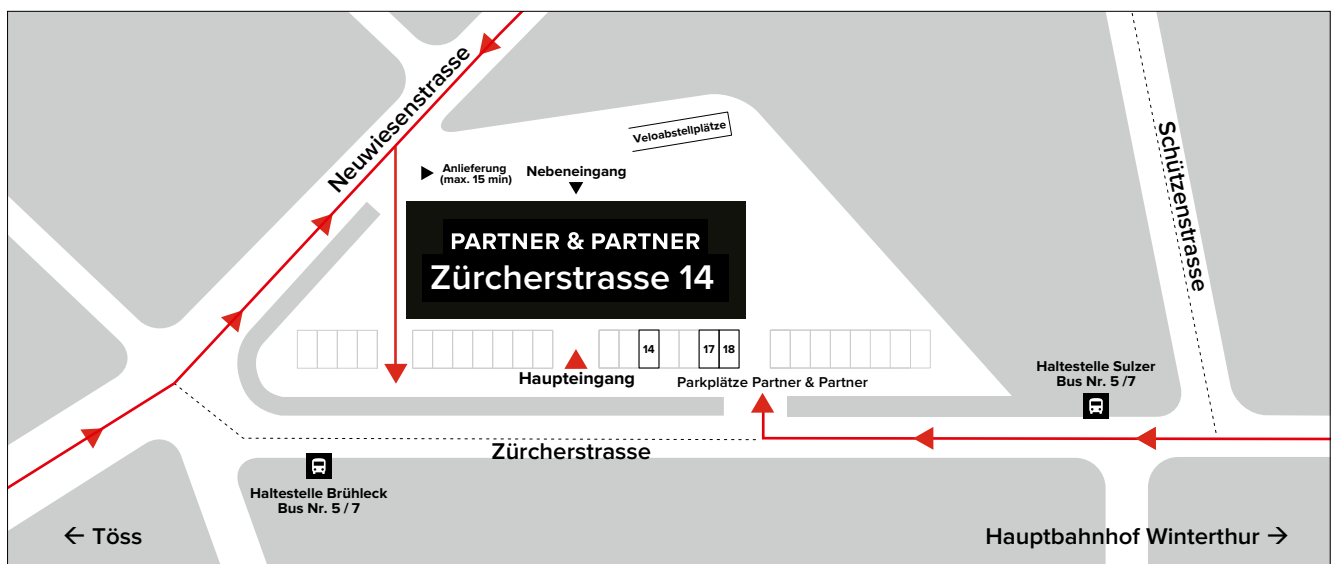 Neuwiesenstrasse
Veloabstellplätze
Schützenstrasse
Anlieferung
(max. 15 min)
Nebeneingang
PARTNER & PARTNER
Zürcherstrasse 14
14
17
18
Haupteingang
Parkplätze Partner & Partner
Haltestelle Sulzer
Bus Nr. 5 /7
Zürcherstrasse
Haltestelle Brühleck
Bus Nr. 5 / 7
← Töss
Hauptbahnhof Winterthur →